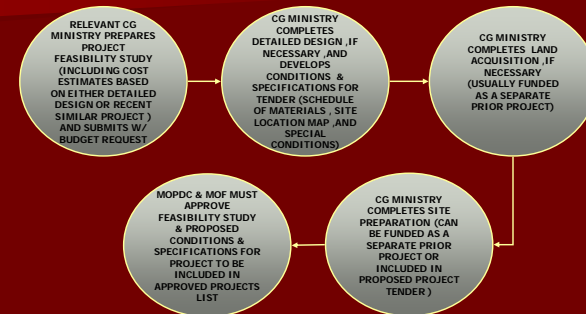 RELEVANT CG
MINISTRY PREPARES
PROJECT
FEASIBILITY STUDY
(INCLUDING COST
ESTIMATES BASED
ON EITHER DETAILED
DESIGN OR RECENT
SIMILAR PROJECT )
AND SUBMITS W/
BUDGET REQUEST
CG MINISTRY
COMPLETES
DETAILED DESIGN ,IF
NECESSARY ,AND
DEVELOPS
CONDITIONS &
SPECIFICATIONS FOR
TENDER (SCHEDULE
OF MATERIALS , SITE
LOCATION MAP ,AND
SPECIAL
CONDITIONS)
CG MINISTRY
COMPLETES LAND
ACQUISITION ,IF
NECESSARY
(USUALLY FUNDED
AS A SEPARATE
PRIOR PROJECT)
CG MINISTRY
COMPLETES SITE
PREPARATION (CAN
BE FUNDED AS A
SEPARATE PRIOR
PROJECT OR
INCLUDED IN
PROPOSED PROJECT
TENDER )
MOPDC & MOF MUST
APPROVE
FEASIBILITY STUDY
& PROPOSED
CONDITIONS &
SPECIFICATIONS FOR
PROJECT TO BE
INCLUDED IN
APPROVED PROJECTS
LIST